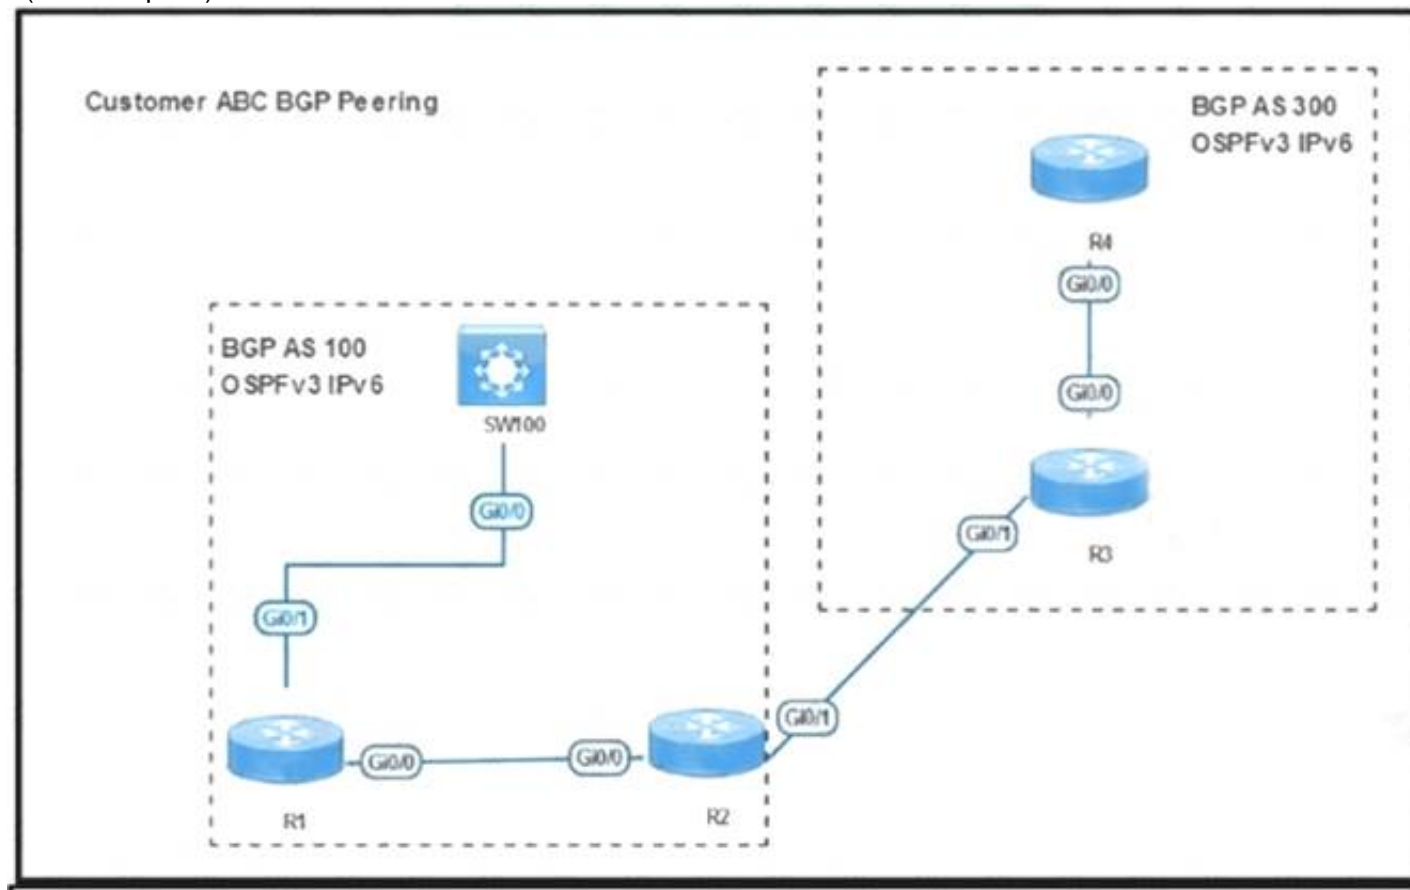 Customer ABC BGP Peering
BGP AS 300
OSPFv3 IPv6
R4
Gi0/0
Gi0/0
BGP AS 100
OSPFv3 IPv6
SW100
Gi0/0
Gi0/1
R3
Gi0/1
Gi0/1
Gi0/0
Gi0/0
R1
R2